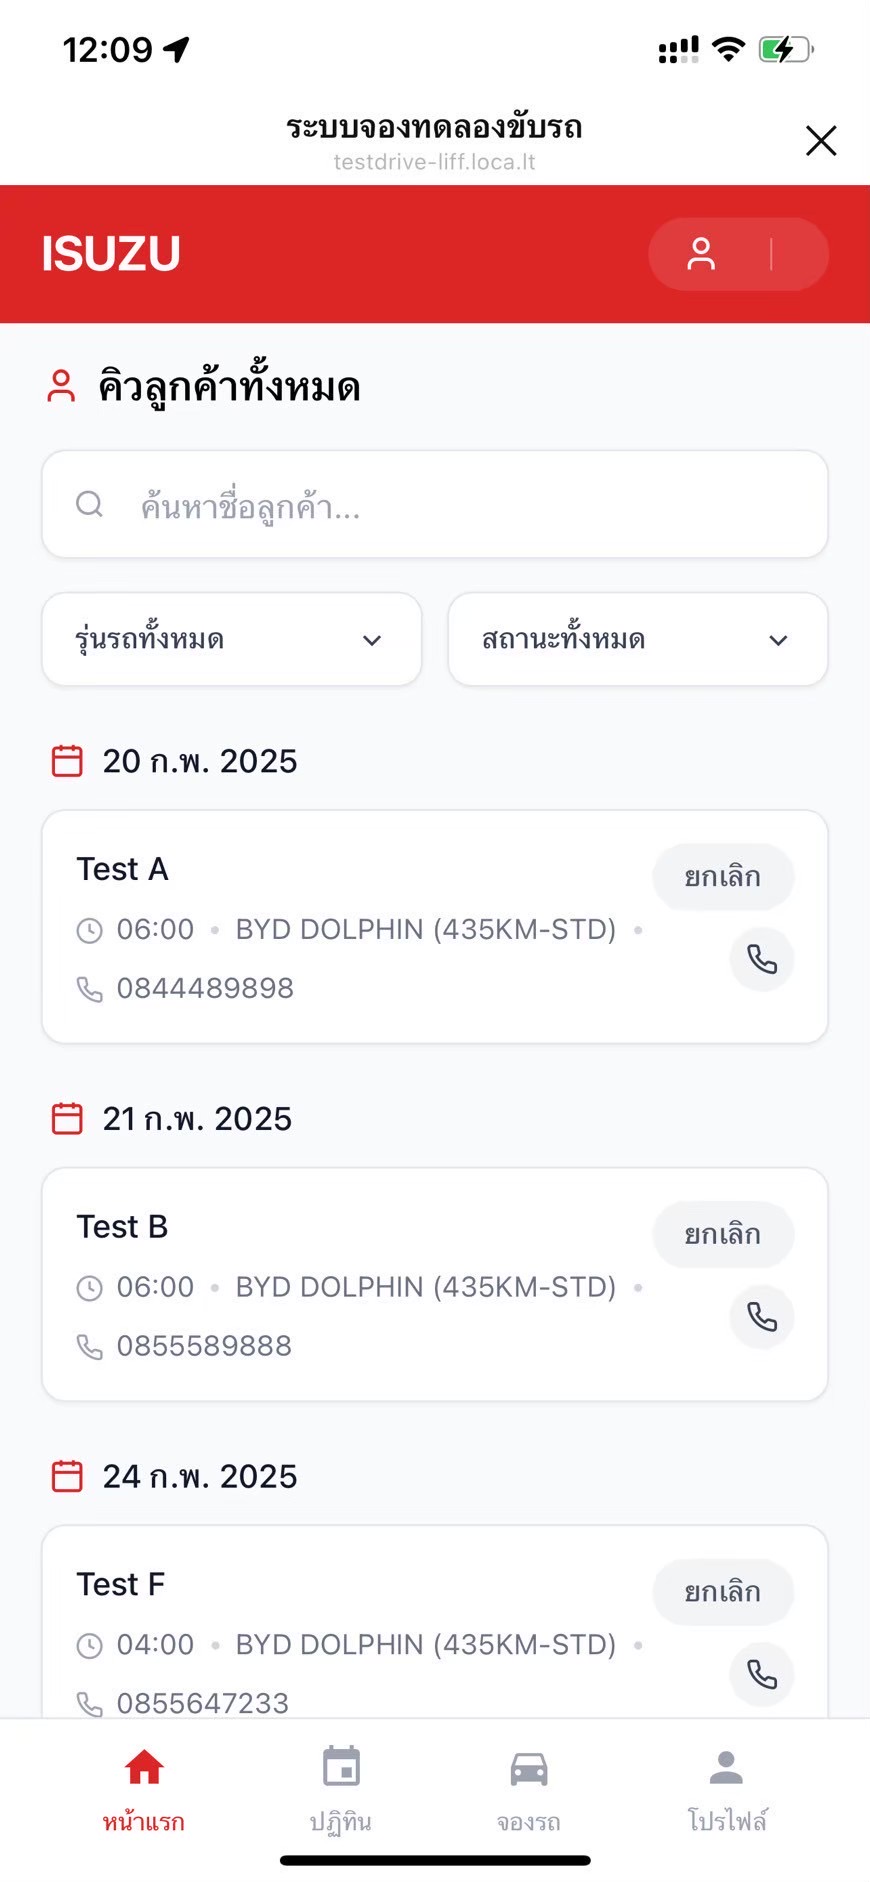 12:09
ระบบจองทดลองขับรถ
testdrive-liff.loca.lt
ISUZU
คิวลูกค้าทั้งหมด
ค้นหาชื่อลูกค้า...
รุ่นรถทั้งหมด
สถานะทั้งหมด
20 ก.พ. 2025
Test A
ยกเลิก
06:00 • BYD DOLPHIN (435KM-STD) •
0844489898
21 ก.พ. 2025
Test B
ยกเลิก
06:00 • BYD DOLPHIN (435KM-STD) •
0855589888
24 ก.พ. 2025
Test F
ยกเลิก
04:00 • BYD DOLPHIN (435KM-STD) •
0855647233
หน้าแรก
ปฏิทิน
จองรถ
โปรไฟล์